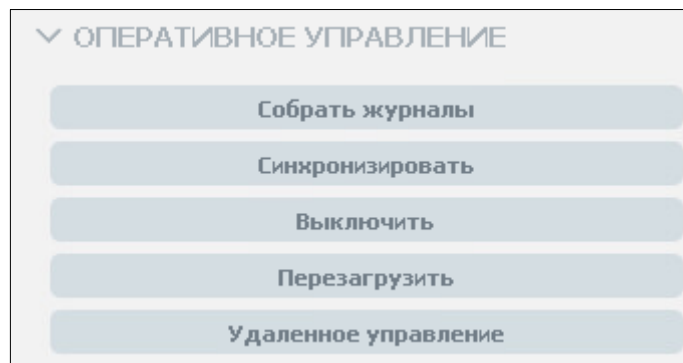 ОПЕРАТИВНОЕ УПРАВЛЕНИЕ
Собрать журналы
Синхронизировать
Выключить
Перезагрузить
Удаленное управление